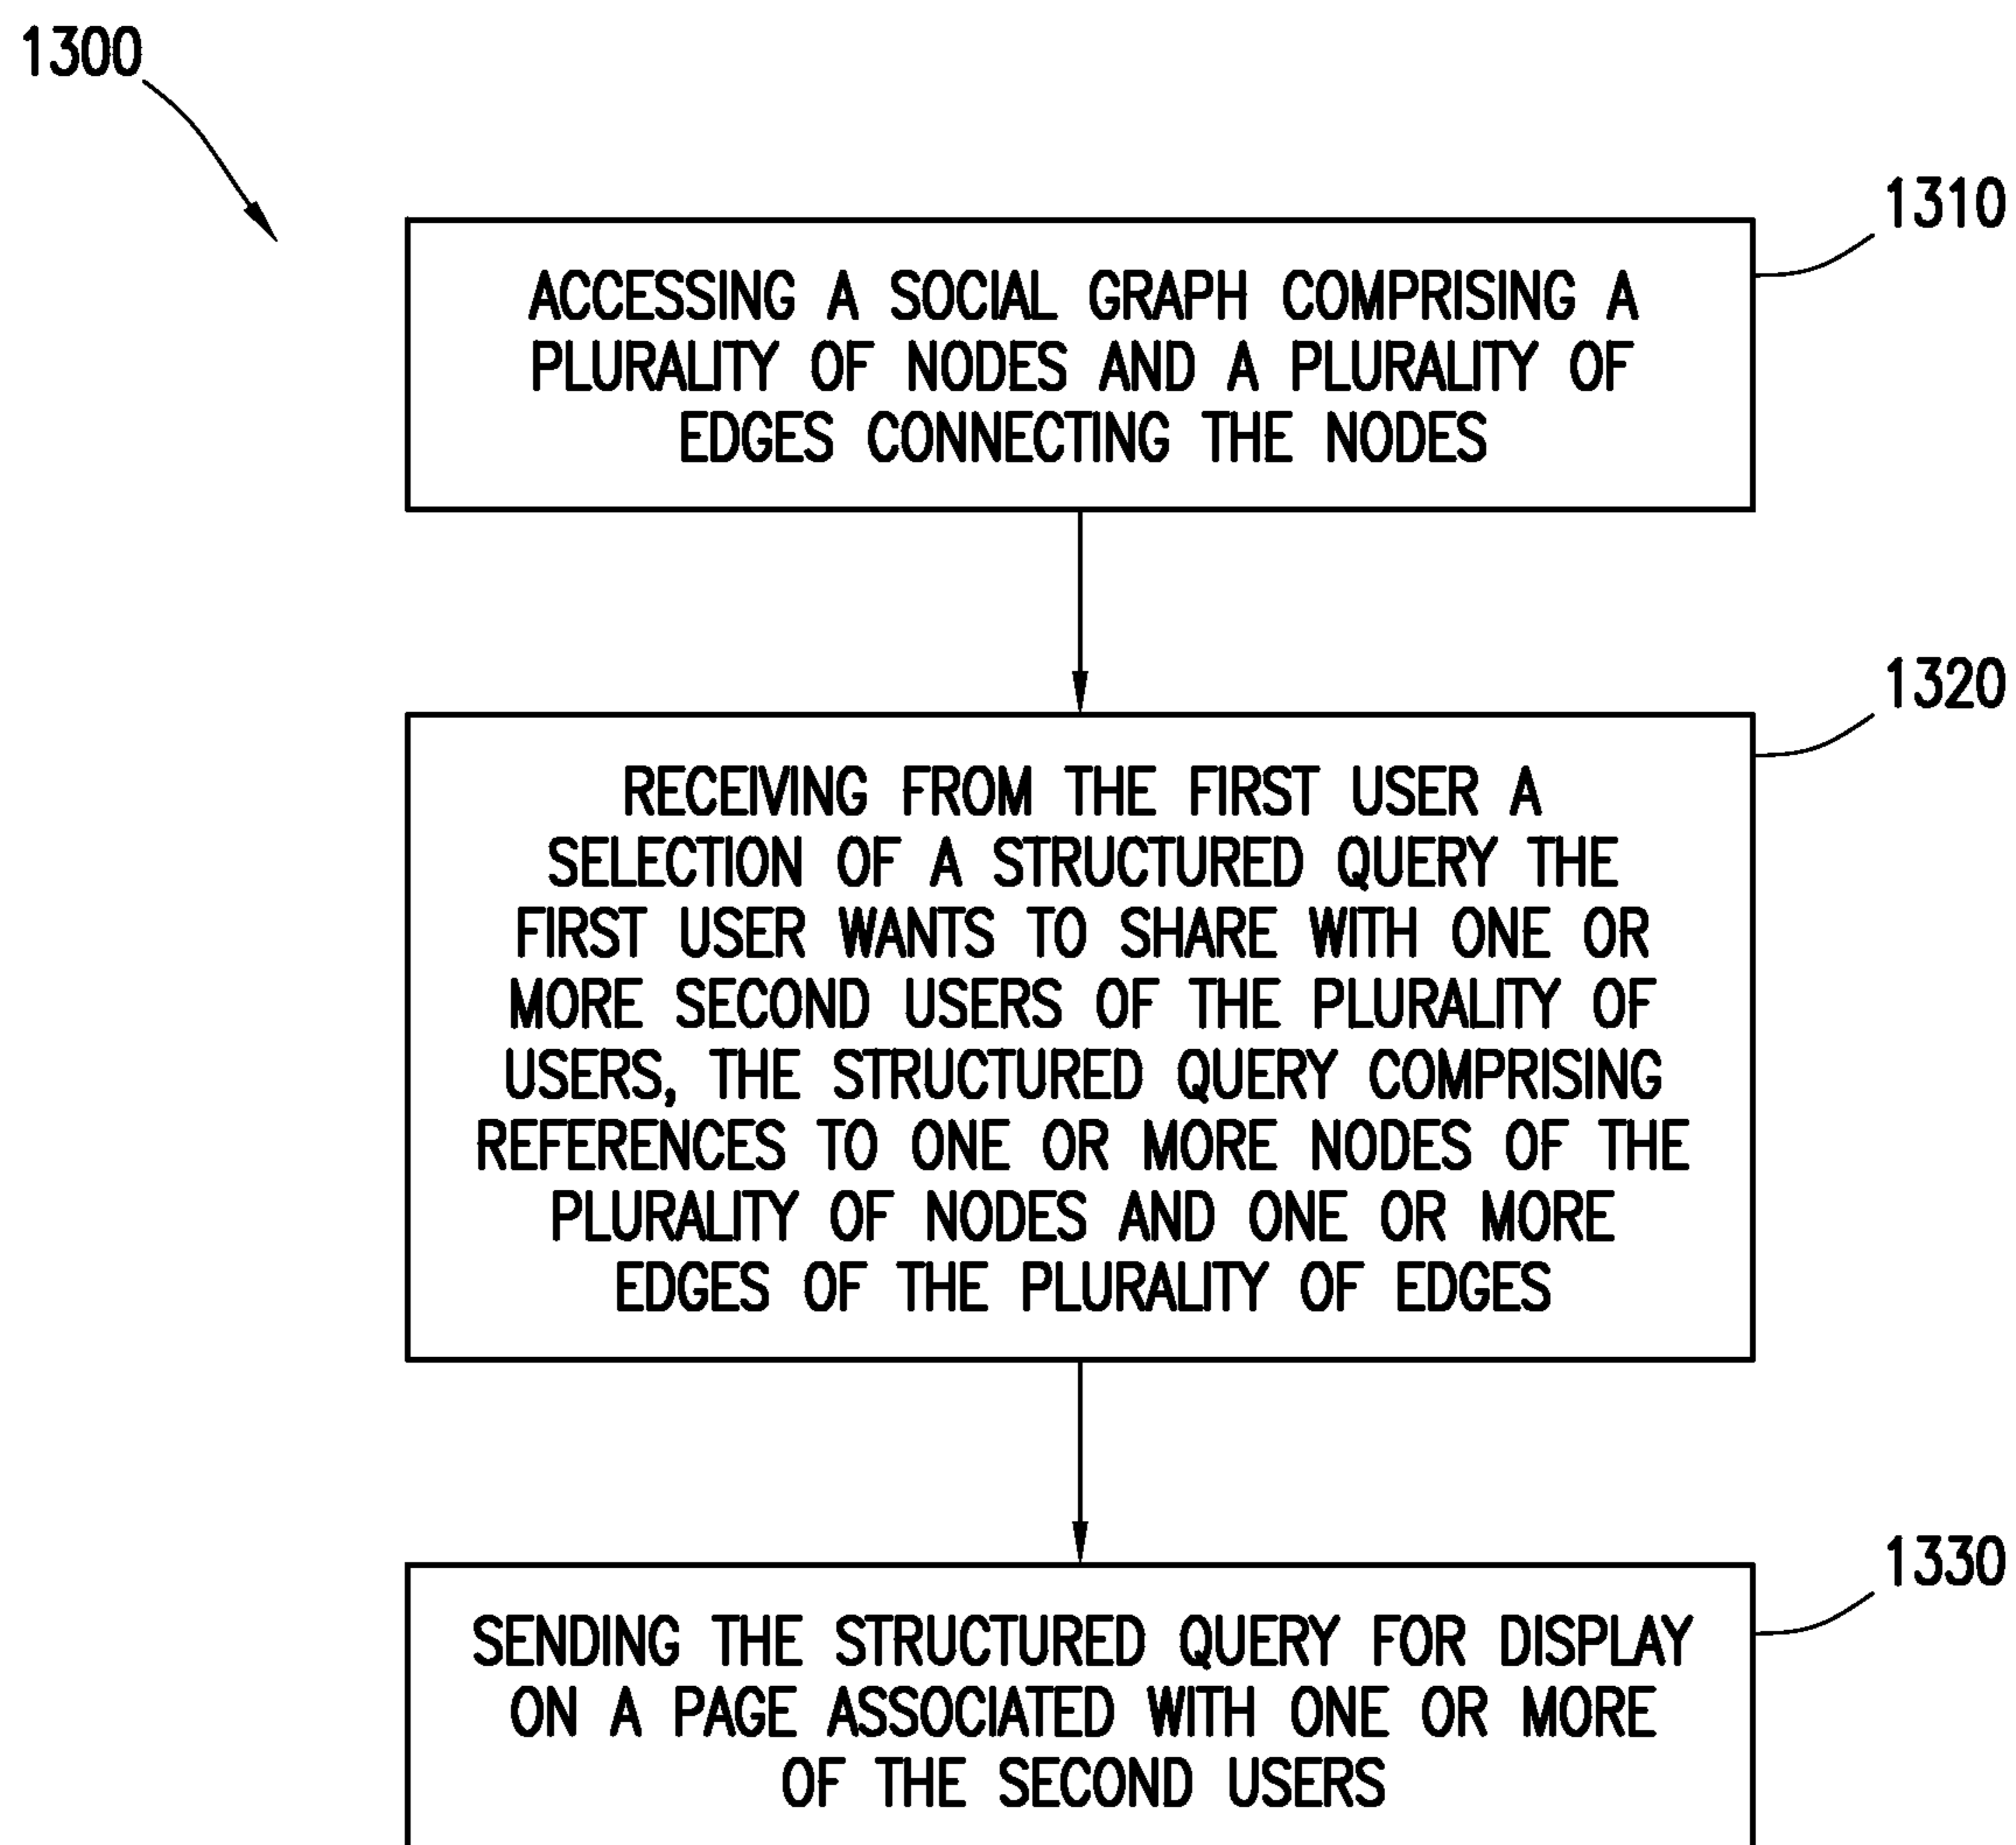 1300
1310
ACCESSING A SOCIAL GRAPH COMPRISING A
PLURALITY OF NODES AND A PLURALITY OF
EDGES CONNECTING THE NODES
1320
RECEIVING FROM THE FIRST USER A
SELECTION OF A STRUCTURED QUERY THE
FIRST USER WANTS TO SHARE WITH ONE OR
MORE SECOND USERS OF THE PLURALITY OF
USERS, THE STRUCTURED QUERY COMPRISING
REFERENCES TO ONE OR MORE NODES OF THE
PLURALITY OF NODES AND ONE OR MORE
EDGES OF THE PLURALITY OF EDGES
1330
SENDING THE STRUCTURED QUERY FOR DISPLAY
ON A PAGE ASSOCIATED WITH ONE OR MORE
OF THE SECOND USERS